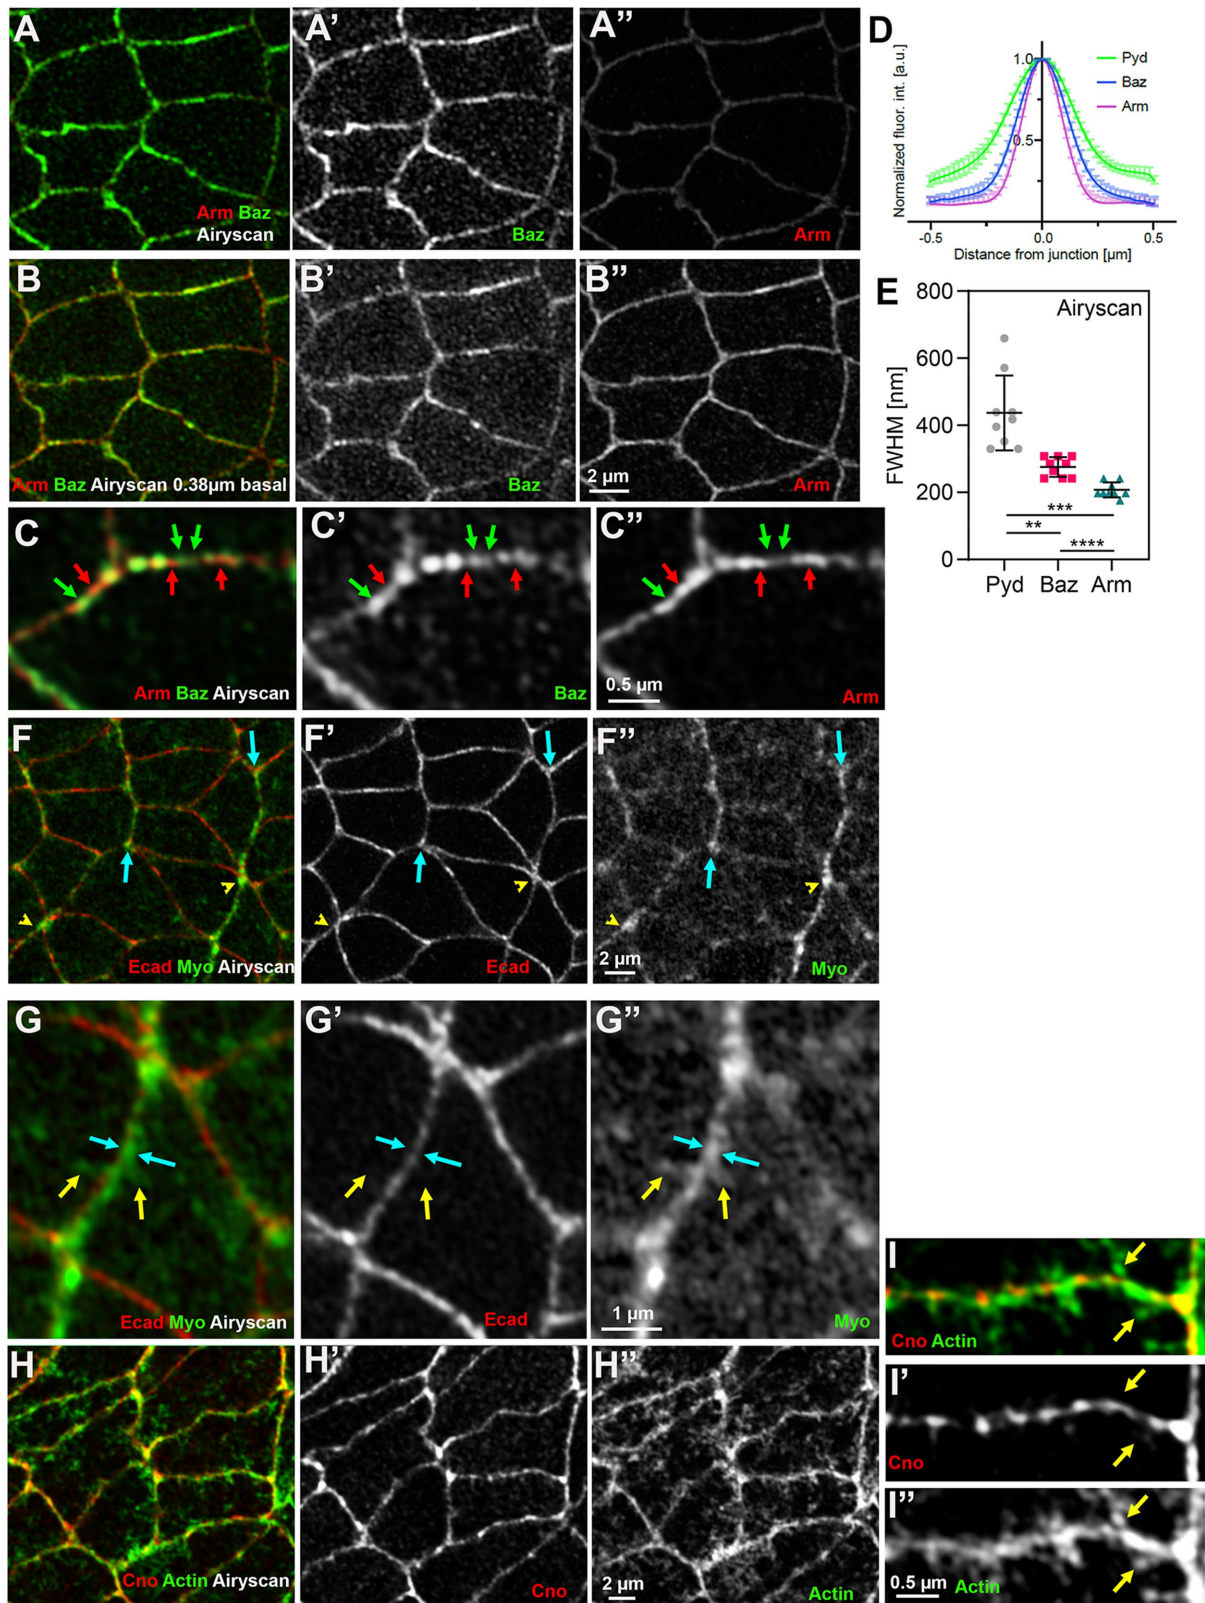 A
Arm Baz
Airyscan
A’
Baz
A”
Arm
D
Normalized fluor. int. [a.u.]
1.0
0.5
Pyd
Baz
Arm
-0.5
0.0
0.5
Distance from junction [µm]
B
Arm Baz Airyscan 0.38µm basal
B’
Baz
B”
2 µm
Arm
E
Airyscan
FWHM [nm]
800
600
400
200
0
***
**
****
Pyd
Baz
Arm
C
Arm Baz Airyscan
C’
Baz
C”
0.5 µm
Arm
F
Ecad Myo Airyscan
F’
Ecad
F”
2 µm
Myo
G
Ecad Myo Airyscan
G’
Ecad
G”
1 µm
Myo
H
Cno Actin Airyscan
H’
Cno
H”
2 µm
Actin
I
Cno Actin
I’
Cno
I”
0.5 µm
Actin